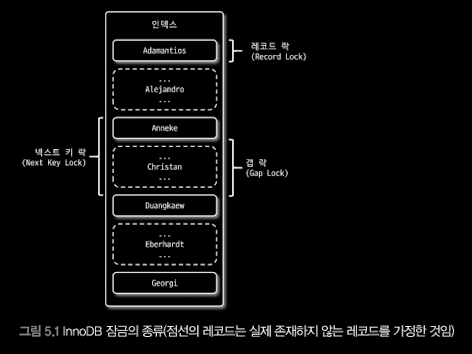 인덱스
Adamantios
레코드 락
(Record Lock)
...
Alejandro
...
Anneke
넥스트 키 락
(Next Key Lock)
...
Christan
...
갭 락
(Gap Lock)
Duangkaew
...
Eberhardt
...
Georgi
그림 5.1 InnoDB 잠금의 종류(점선의 레코드는 실제 존재하지 않는 레코드를 가정한 것임)